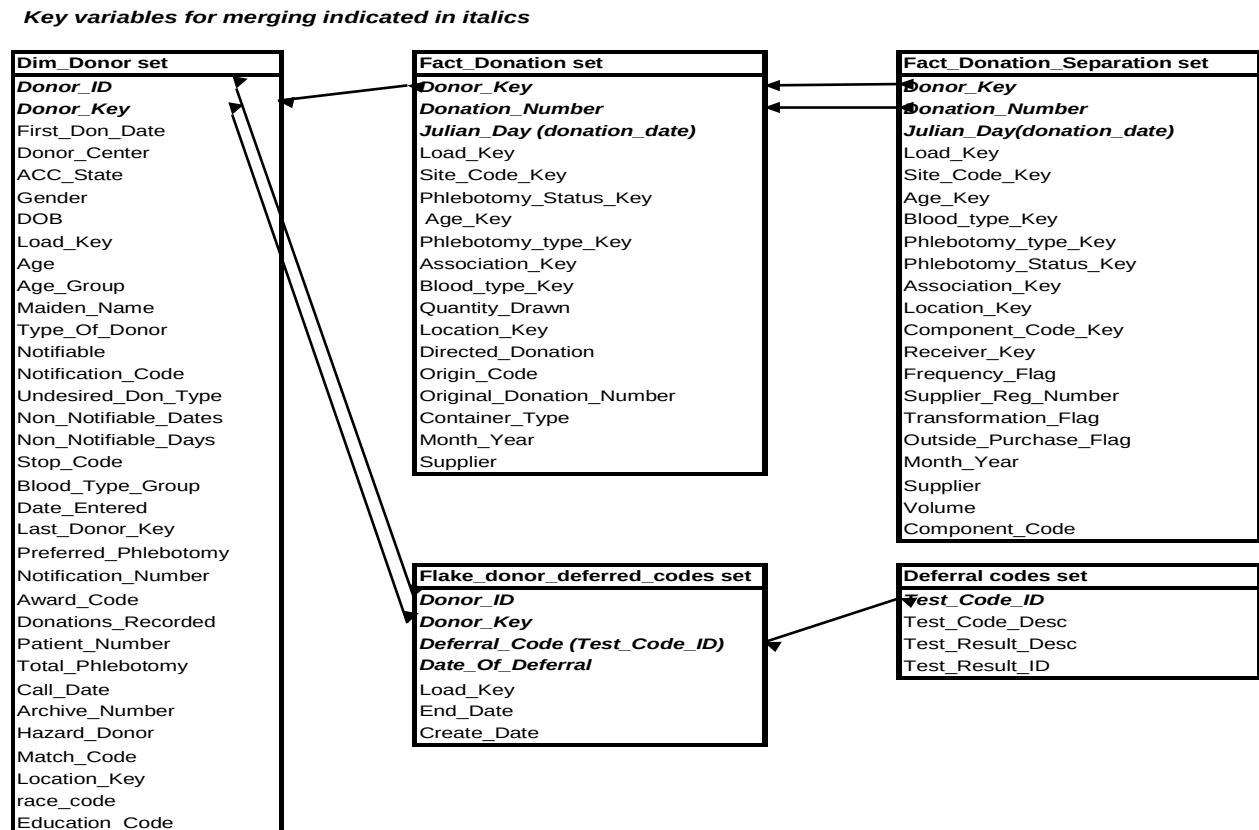 Key variables for merging indicated in italics
Dim_Donor set
Donor_ID
Donor_Key
First_Don_Date
Donor_Center
ACC_State
Gender
DOB
Load_Key
Age
Age_Group
Maiden_Name
Type_Of_Donor
Notifiable
Notification_Code
Undesired_Don_Type
Non_Notifiable_Dates
Non_Notifiable_Days
Stop_Code
Blood_Type_Group
Date_Entered
Last_Donor_Key
Preferred_Phlebotomy
Notification_Number
Award_Code
Donations_Recorded
Patient_Number
Total_Phlebotomy
Call_Date
Archive_Number
Hazard_Donor
Match_Code
Location_Key
race_code
Education_Code
Fact_Donation set
Donor_Key
Donation_Number
Julian_Day (donation_date)
Load_Key
Site_Code_Key
Phlebotomy_Status_Key
Age_Key
Phlebotomy_type_Key
Association_Key
Blood_type_Key
Quantity_Drawn
Location_Key
Directed_Donation
Origin_Code
Original_Donation_Number
Container_Type
Month_Year
Supplier
Fact_Donation_Separation set
Donor_Key
Donation_Number
Julian_Day(donation_date)
Load_Key
Site_Code_Key
Age_Key
Blood_type_Key
Phlebotomy_type_Key
Phlebotomy_Status_Key
Association_Key
Location_Key
Component_Code_Key
Receiver_Key
Frequency_Flag
Supplier_Reg_Number
Transformation_Flag
Outside_Purchase_Flag
Month_Year
Supplier
Volume
Component_Code
Flake_donor_deferred_codes set
Donor_ID
Donor_Key
Deferral_Code (Test_Code_ID)
Date_Of_Deferral
Load_Key
End_Date
Create_Date
Deferral codes set
Test_Code_ID
Test_Code_Desc
Test_Result_Desc
Test_Result_ID